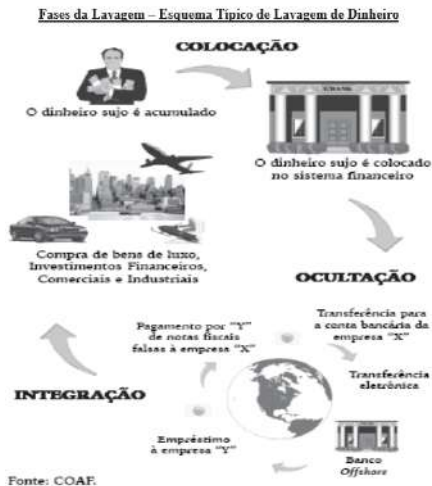 Fases da Lavagem – Esquema Típico de Lavagem de Dinheiro
COLOCAÇÃO
O dinheiro sujo é acumulado
O dinheiro sujo é colocado
no sistema financeiro
Compra de bens de luxo,
Investimentos Financeiros,
Comerciais e Industriais
OCULTAÇÃO
Transferência para
a conta bancária da
empresa "X"
Transferência
eletrônica
Banco
Offshore
Empréstimo
à empresa "Y"
Pagamento por "Y"
de notas fiscais
falsas à empresa "X"
INTEGRAÇÃO
Fonte: COAF.